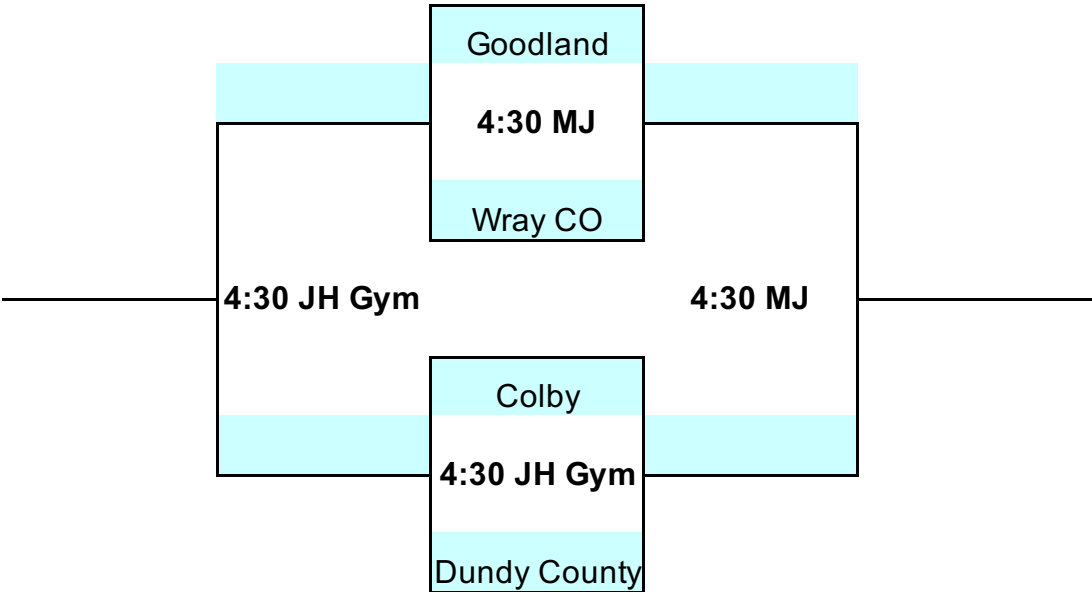 Goodland
4:30 MJ
Wray CO
4:30 JH Gym
4:30 MJ
Colby
4:30 JH Gym
Dundy County